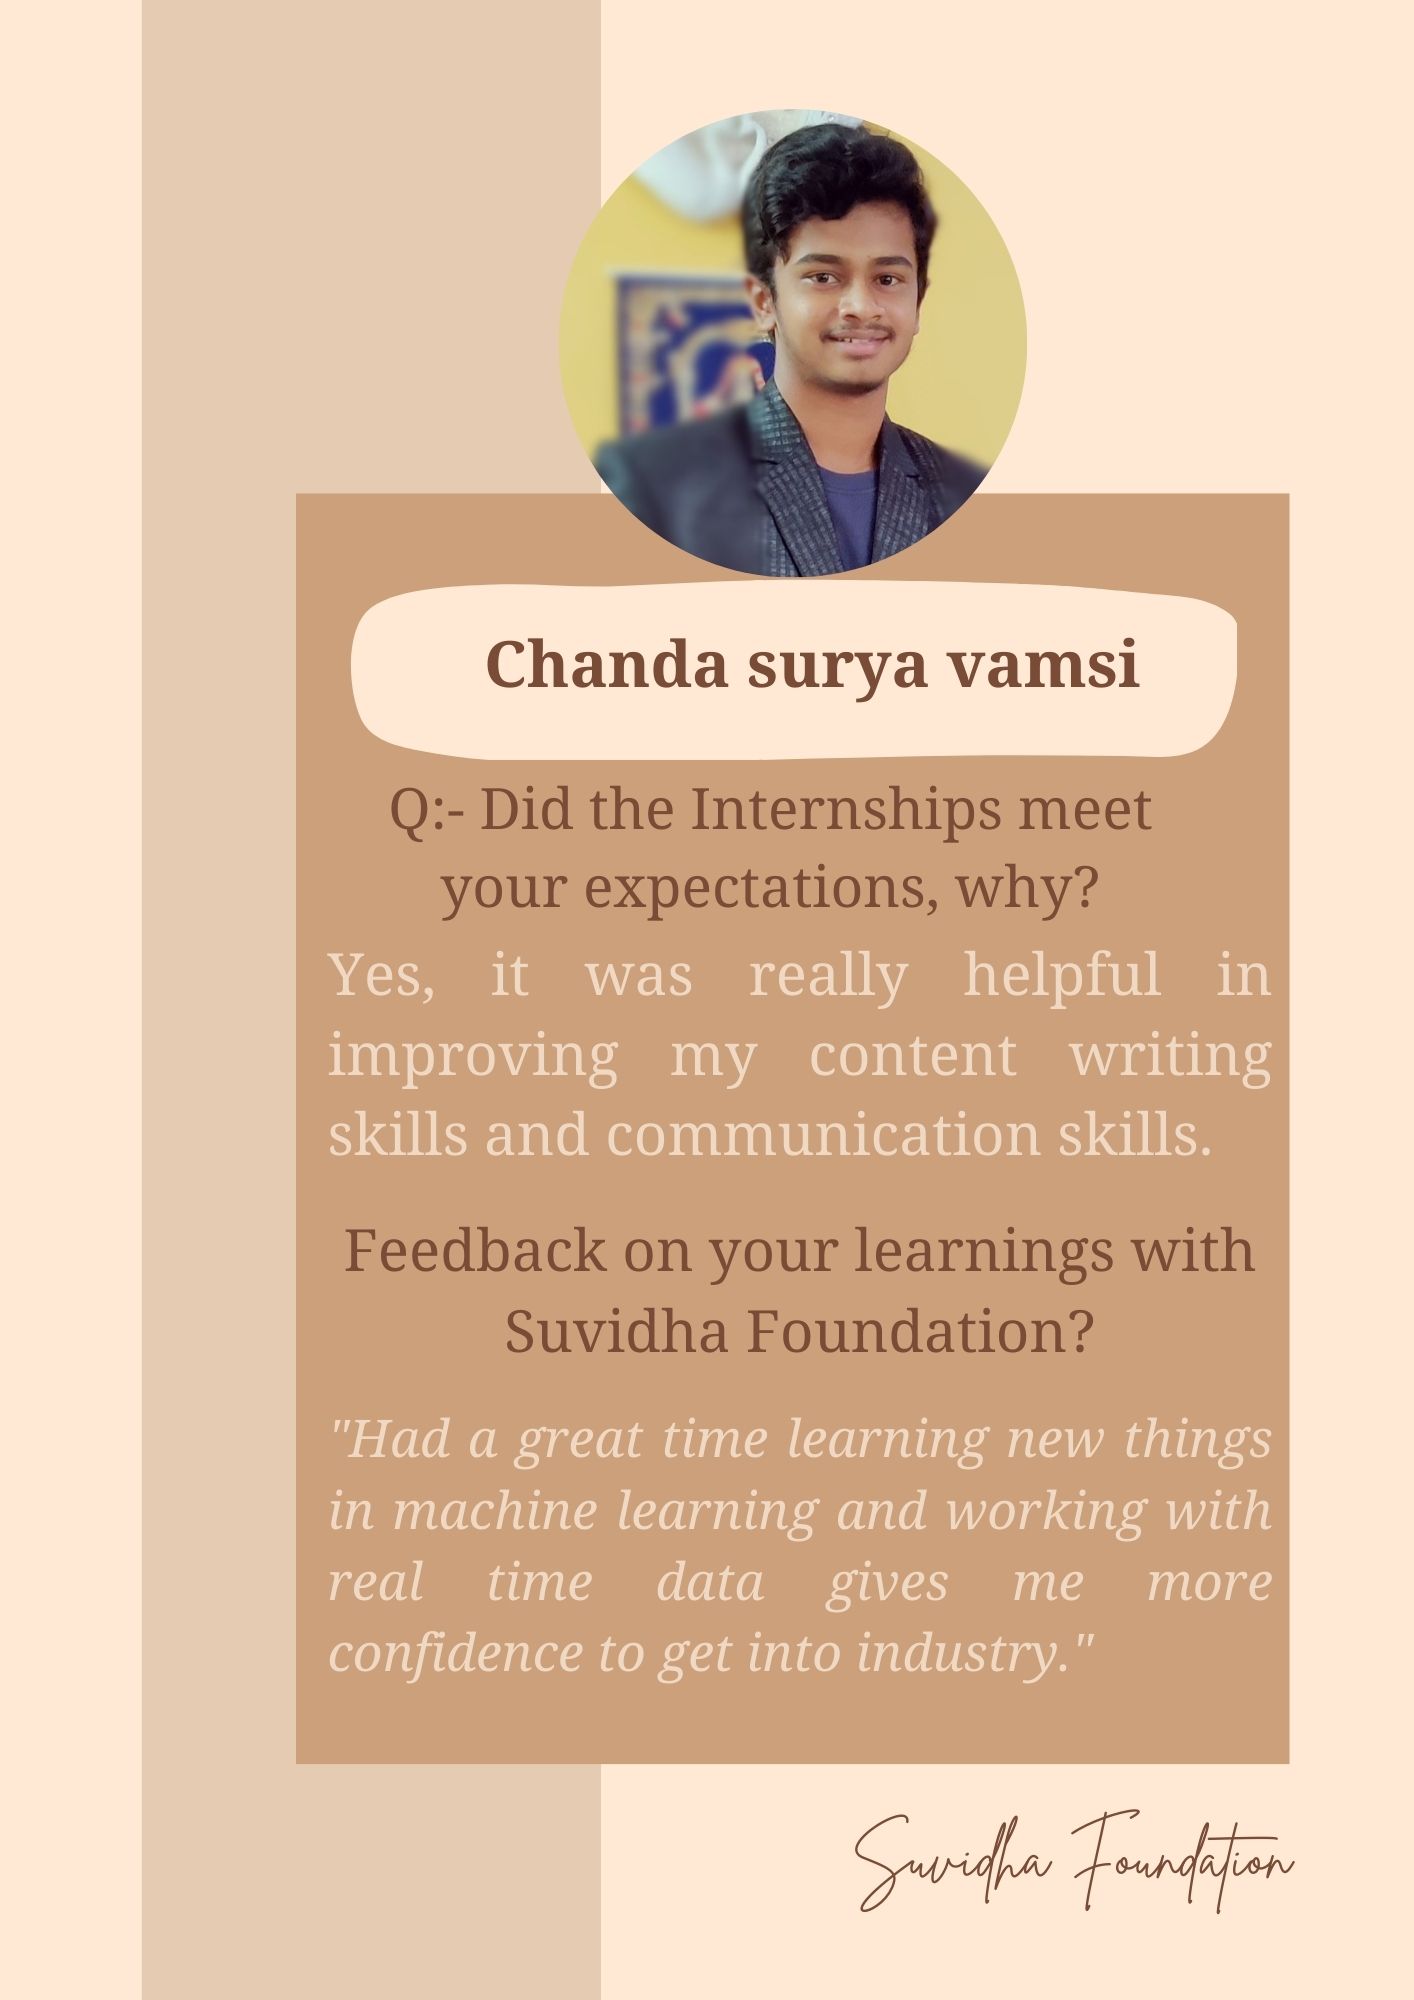 Chanda surya vamsi
Q:- Did the Internships meet
your expectations, why?
Yes, it was really helpful in
improving my content writing
skills and communication skills.
Feedback on your learnings with
Suvidha Foundation?
"Had a great time learning new things
in machine learning and working with
real time data gives me more
confidence to get into industry."
Suvidha Foundation